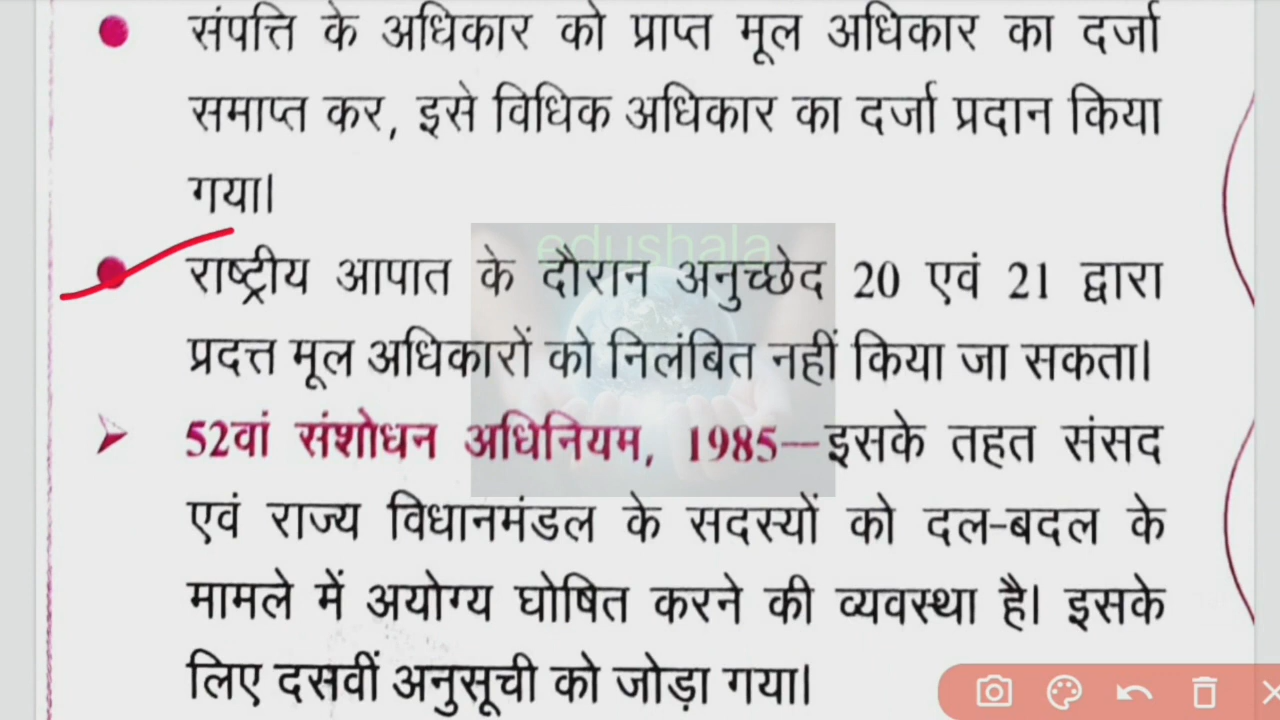 संपत्ति के अधिकार को प्राप्त मूल अधिकार का दर्जा
समाप्त कर, इसे विधिक अधिकार का दर्जा प्रदान किया
गया।
edushala
राष्ट्रीय आपात के दौरान अनुच्छेद 20 एवं 21 द्वारा
प्रदत्त मूल अधिकारों को निलंबित नहीं किया जा सकता।
52वां संशोधन अधिनियम, 1985—इसके तहत संसद
एवं राज्य विधानमंडल के सदस्यों को दल-बदल के
मामले में अयोग्य घोषित करने की व्यवस्था है। इसके
लिए दसवीं अनुसूची को जोड़ा गया।